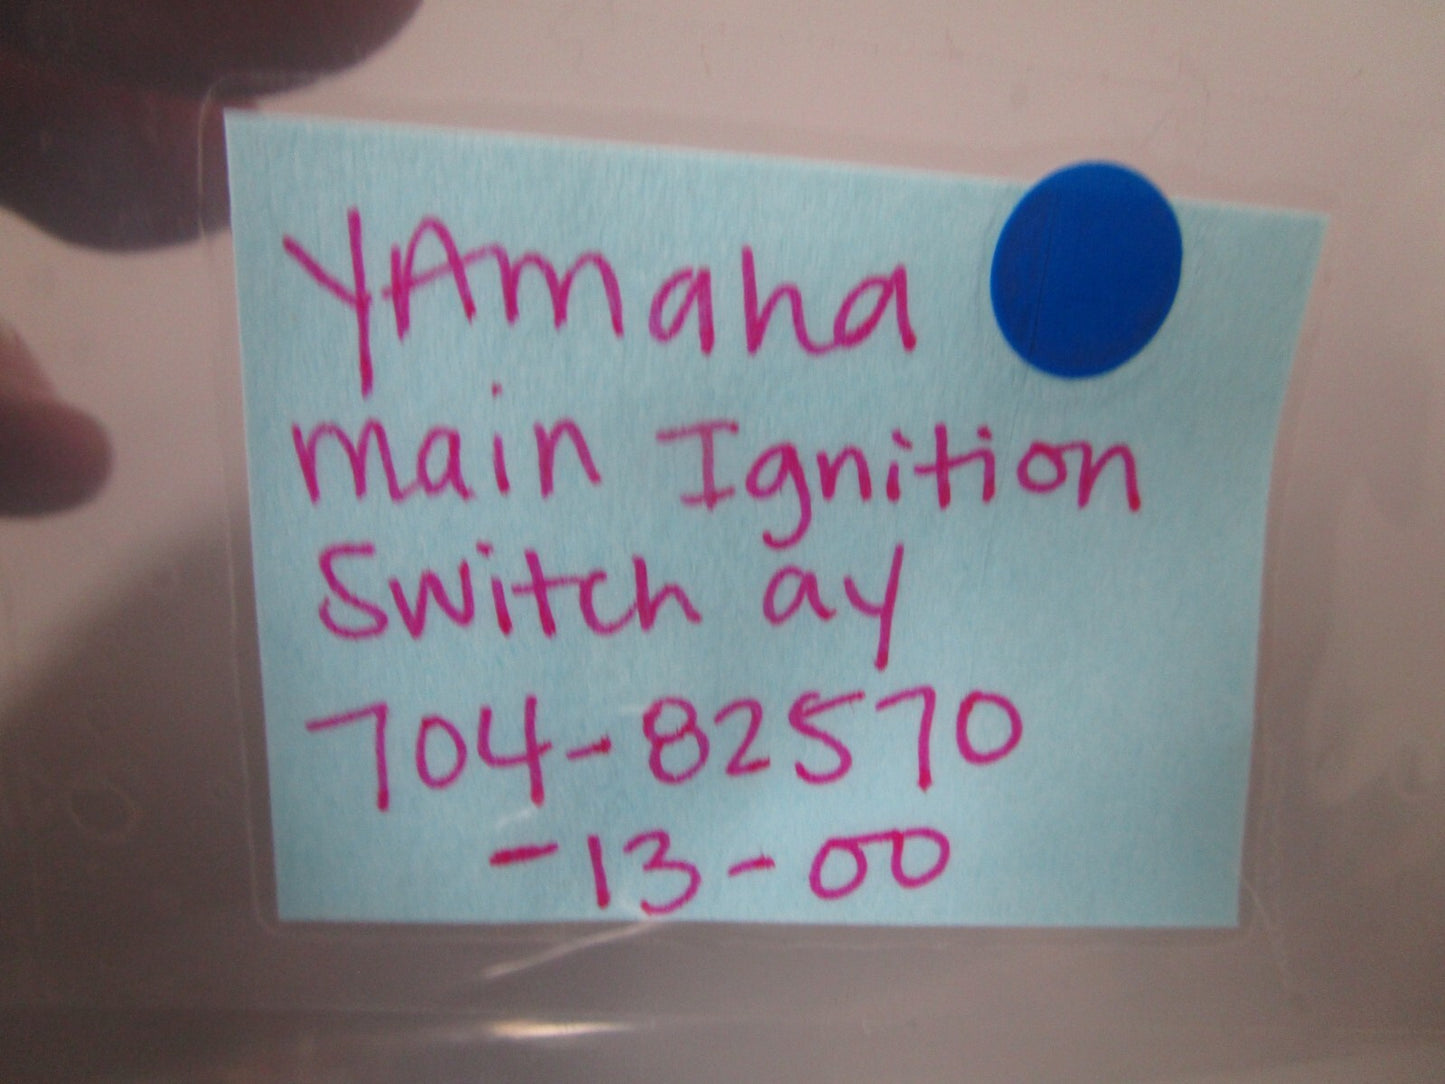 YAmaha
main Ignition
Switch ay
704-82570
-13-00